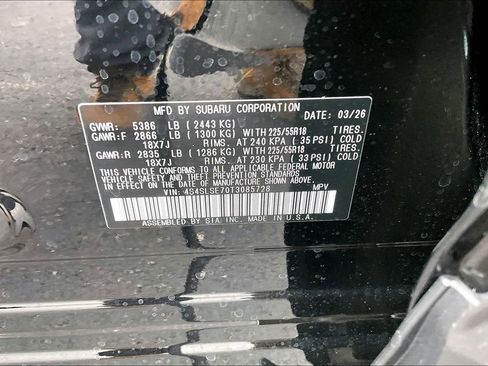 MFD BY SUBARU CORPORATION
DATE: 03/26
GVWR: 5386 LB (2443 KG)
GAWR:F 2866 LB (1300 KG) WITH 225/55R18 TIRES.
18X7J RIMS. AT 240 KPA (35 PSI) COLD
GAWR:R 2835 LB (1286 KG) WITH 225/55R18 TIRES.
18X7J RIMS. AT 230 KPA (33 PSI) COLD
THIS VEHICLE CONFORMS TO ALL APPLICABLE FEDERAL MOTOR
VEHICLE SAFETY AND THEFT PREVENTION STANDARDS
IN EFFECT ON THE DATE OF MANUFACTURE SHOWN ABOVE.
VIN: 4S4SLSE70T3085728 MPV
ASSEMBLED BY SIA INC. MADE IN U.S.A.